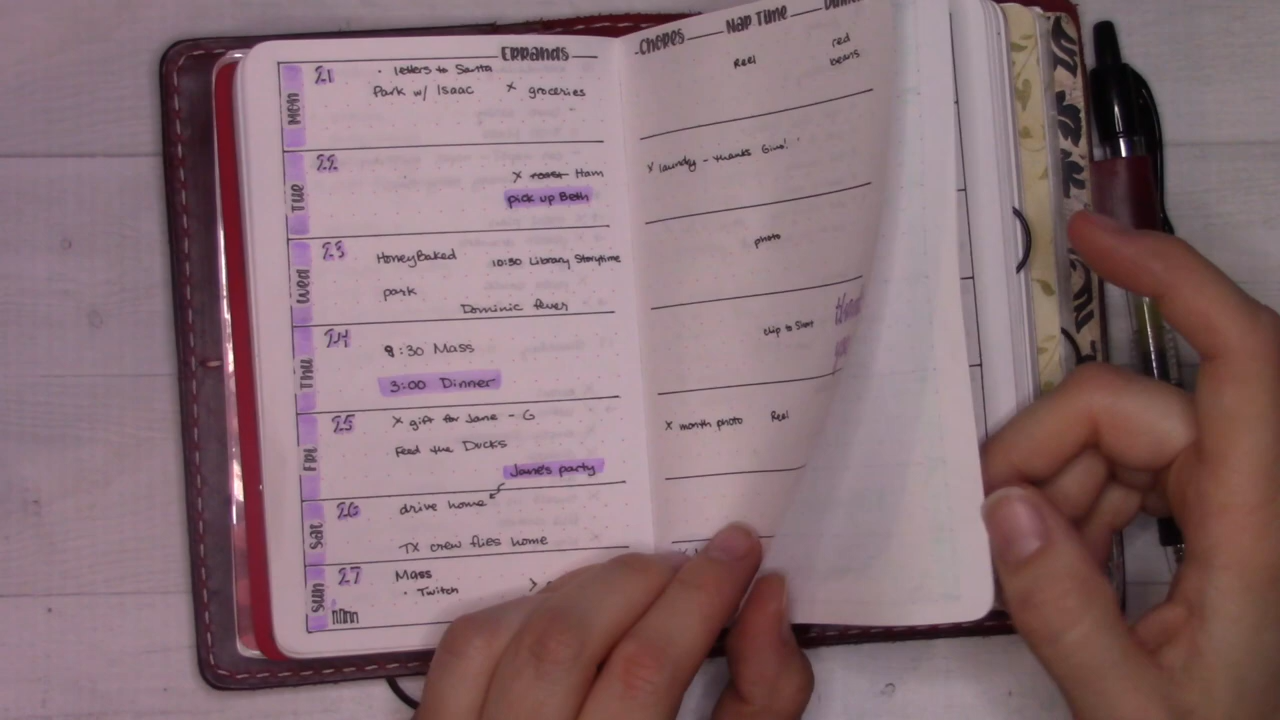 Errands
MON 21
· letters to Santa
Park w/ Isaac x groceries
TUE 22
x roast Ham
pick up Beth
Wed 23
HoneyBaked 10:30 Library Storytime
park
Dominic fever
Thu 24
9:30 Mass
3:00 Dinner
FRI 25
x gift for Jane - G
Feed the Ducks
Jane's party
Sat 26
drive home
TX crew flies home
Sun 27
Mass
· Twitch
Chores Nap Time
Reel red
beans
x laundry - thanks Gino!
photo
clip to Shot
x month photo Reel